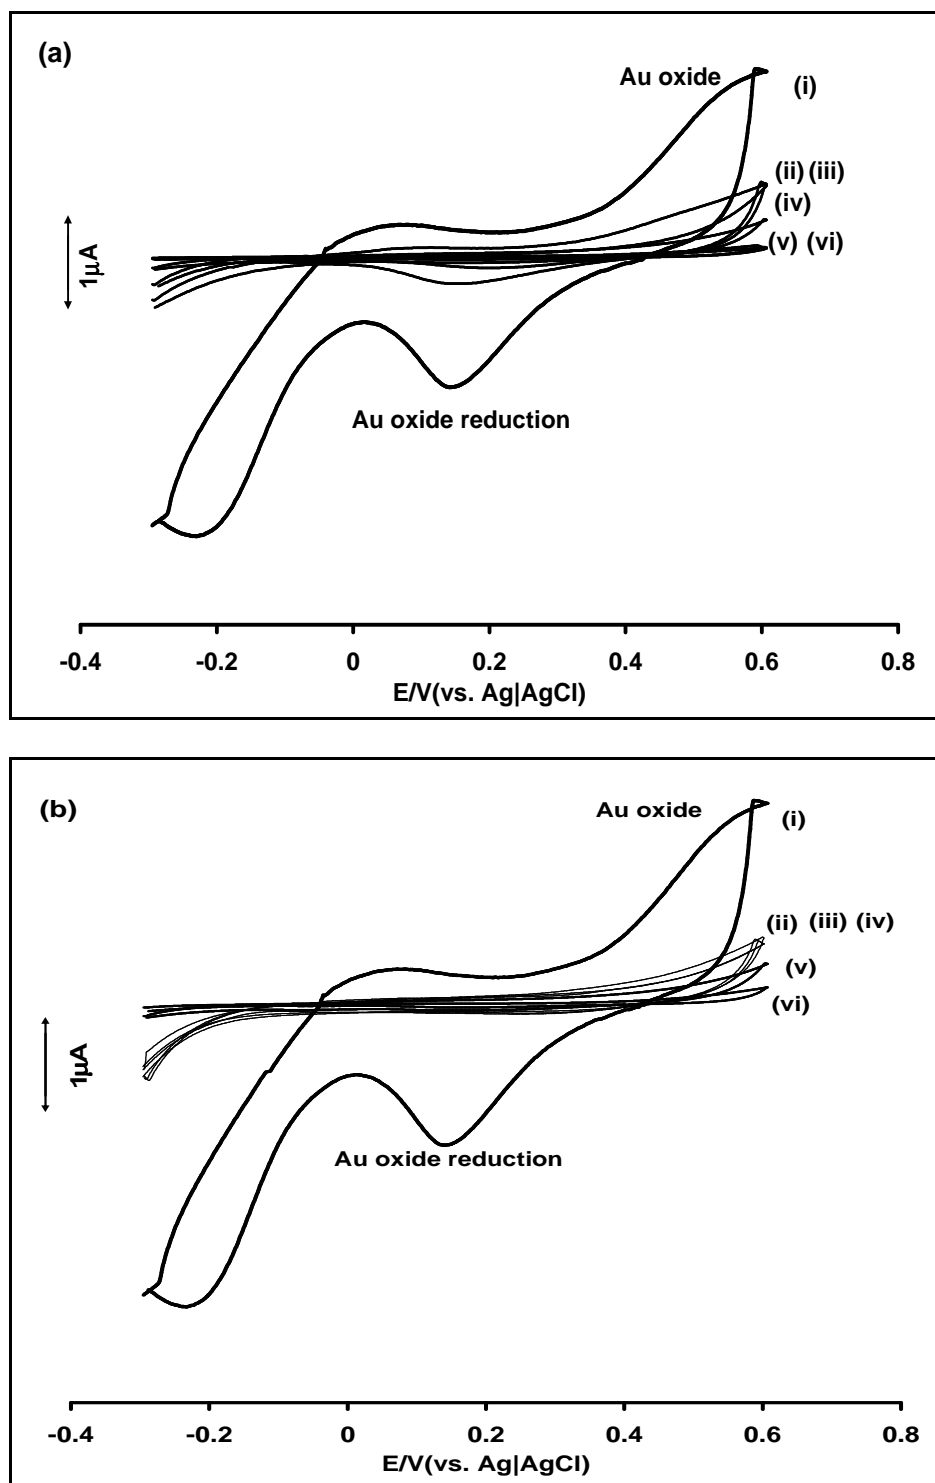 (a)
Au oxide
(i)
(ii) (iii)
(iv)
(v) (vi)
1μA
Au oxide reduction
-0.4 -0.2 0 0.2 0.4 0.6 0.8
E/V(vs. Ag|AgCl)
(b)
Au oxide
(i)
(ii) (iii) (iv)
(v)
(vi)
1μA
Au oxide reduction
-0.4 -0.2 0 0.2 0.4 0.6 0.8
E/V(vs. Ag|AgCl)